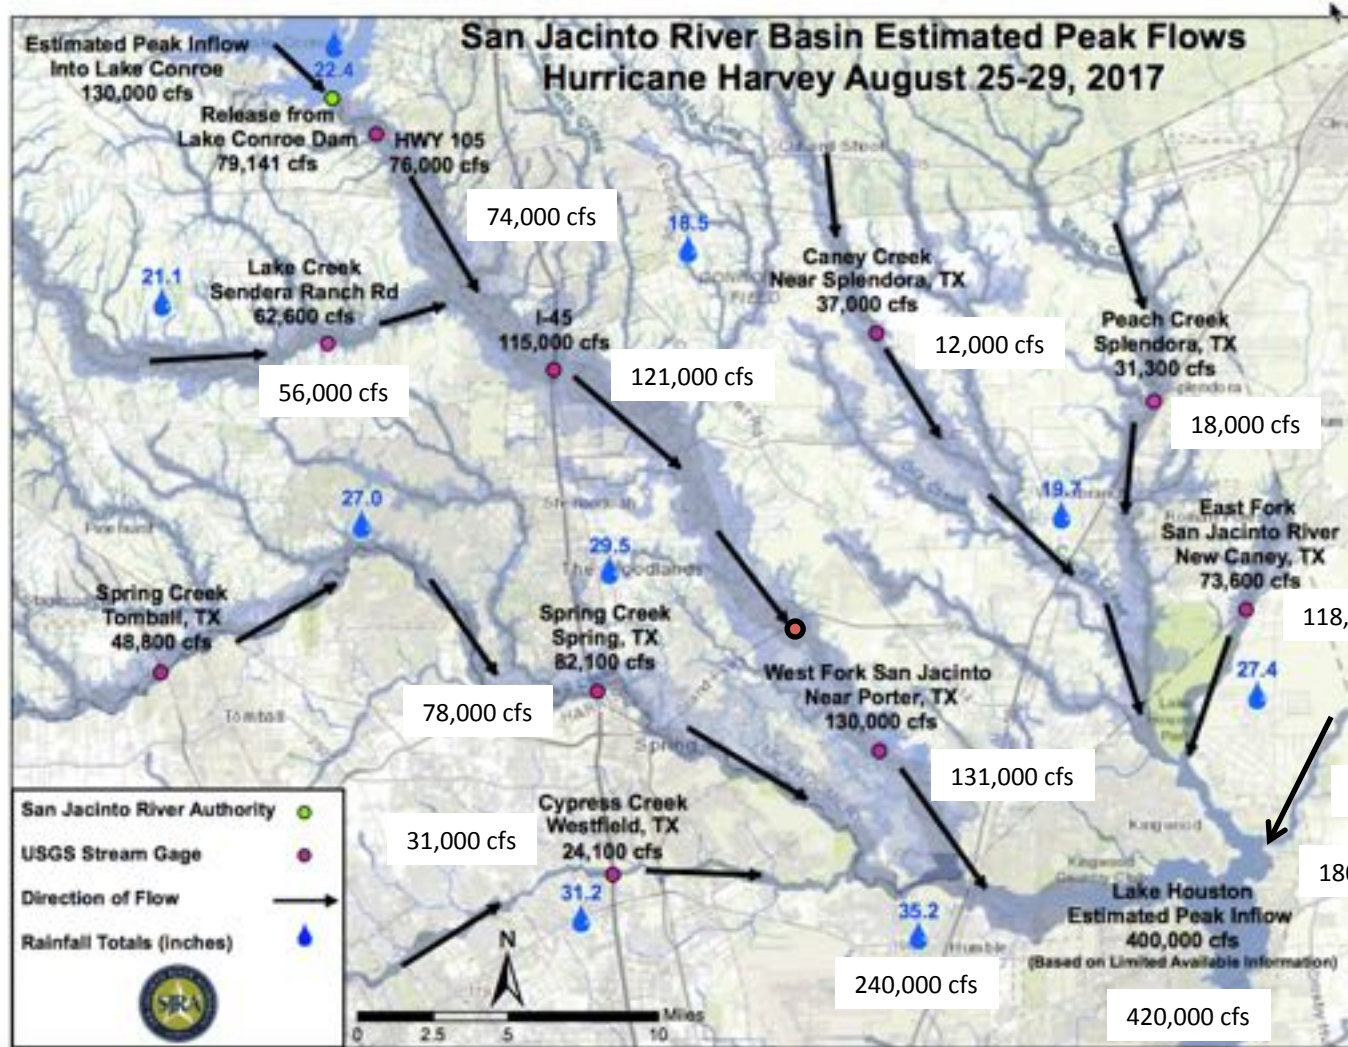 San Jacinto River Basin Estimated Peak Flows
Hurricane Harvey August 25-29, 2017
Estimated Peak Inflow
Into Lake Conroe
130,000 cfs
22.4
Release from
Lake Conroe Dam
79,141 cfs
HWY 105
76,000 cfs
74,000 cfs
18.5
Caney Creek
Near Splendora, TX
37,000 cfs
12,000 cfs
Peach Creek
Splendora, TX
31,300 cfs
18,000 cfs
21.1
Lake Creek
Sendera Ranch Rd
62,600 cfs
56,000 cfs
I-45
115,000 cfs
121,000 cfs
27.0
19.7
East Fork
San Jacinto River
New Caney, TX
73,600 cfs
118,
27.4
29.5
The Woodlands
Spring Creek
Tomball, TX
48,800 cfs
Tomball
Spring Creek
Spring, TX
82,100 cfs
78,000 cfs
Spring
West Fork San Jacinto
Near Porter, TX
130,000 cfs
131,000 cfs
Cypress Creek
Westfield, TX
24,100 cfs
31,000 cfs
31.2
35.2
Kingwood
Humble
180
Lake Houston
Estimated Peak Inflow
400,000 cfs
(Based on Limited Available Information)
240,000 cfs
420,000 cfs
San Jacinto River Authority
USGS Stream Gage
Direction of Flow
Rainfall Totals (inches)
SJRA
N
0 2.5 5 10
Miles